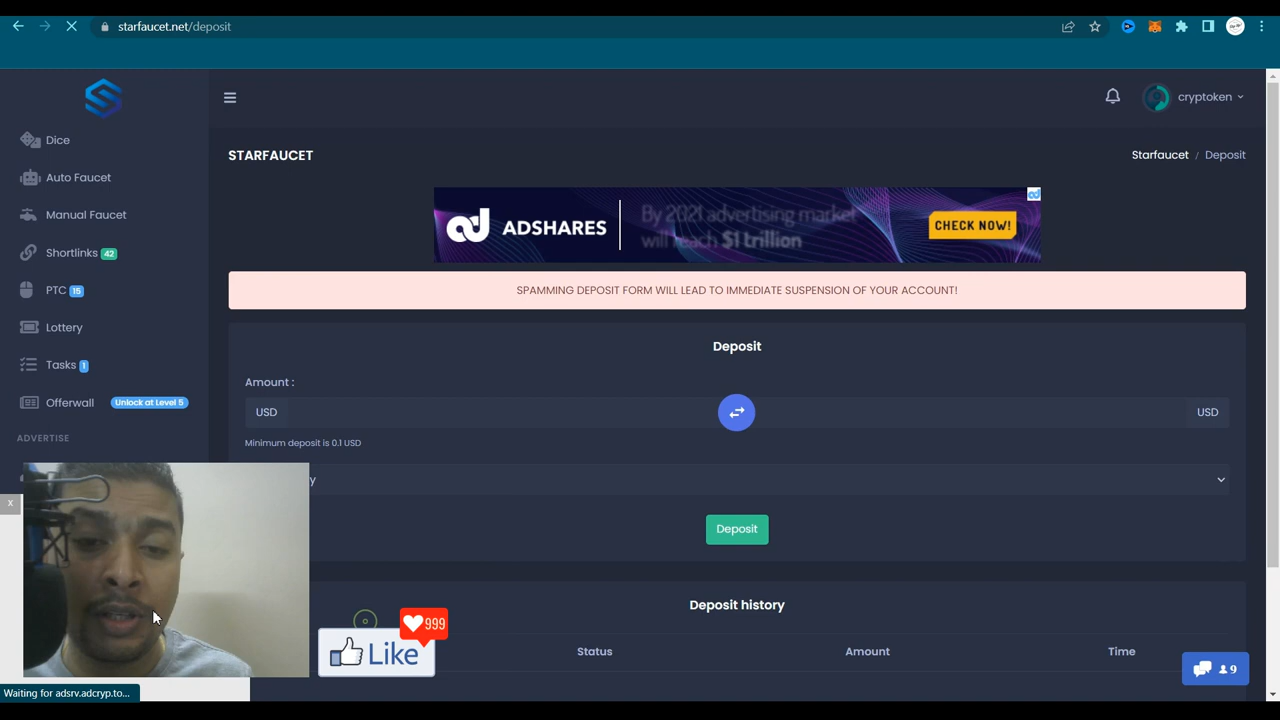 starfaucet.net/deposit
cryptoken
Dice
Auto Faucet
Manual Faucet
Shortlinks 42
PTC 15
Lottery
Tasks 1
Offerwall Unlock at Level 5
ADVERTISE
STARFAUCET
Starfaucet / Deposit
ADSHARES
By 2021 advertising market
will reach $1 trillion
CHECK NOW!
SPAMMING DEPOSIT FORM WILL LEAD TO IMMEDIATE SUSPENSION OF YOUR ACCOUNT!
Deposit
Amount :
USD
USD
Minimum deposit is 0.1 USD
y
Deposit
Deposit history
Status
Amount
Time
x
999
Like
9
Waiting for adsrv.adcryp.to...